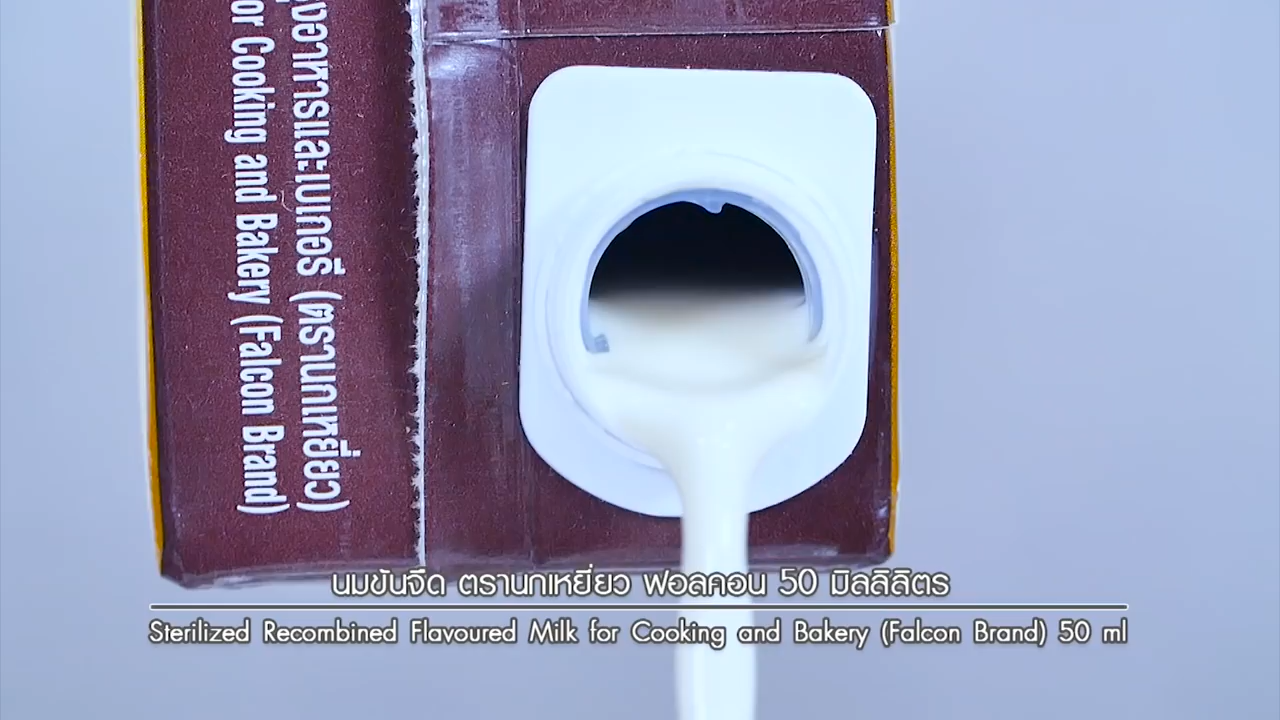 ุงอาหารและเบเกอรี่ (ตรานกเหยี่ยว)
or Cooking and Bakery (Falcon Brand)
นมข้นจืด ตรานกเหยี่ยว ฟอลคอน 50 มิลลิลิตร
Sterilized Recombined Flavoured Milk for Cooking and Bakery (Falcon Brand) 50 ml